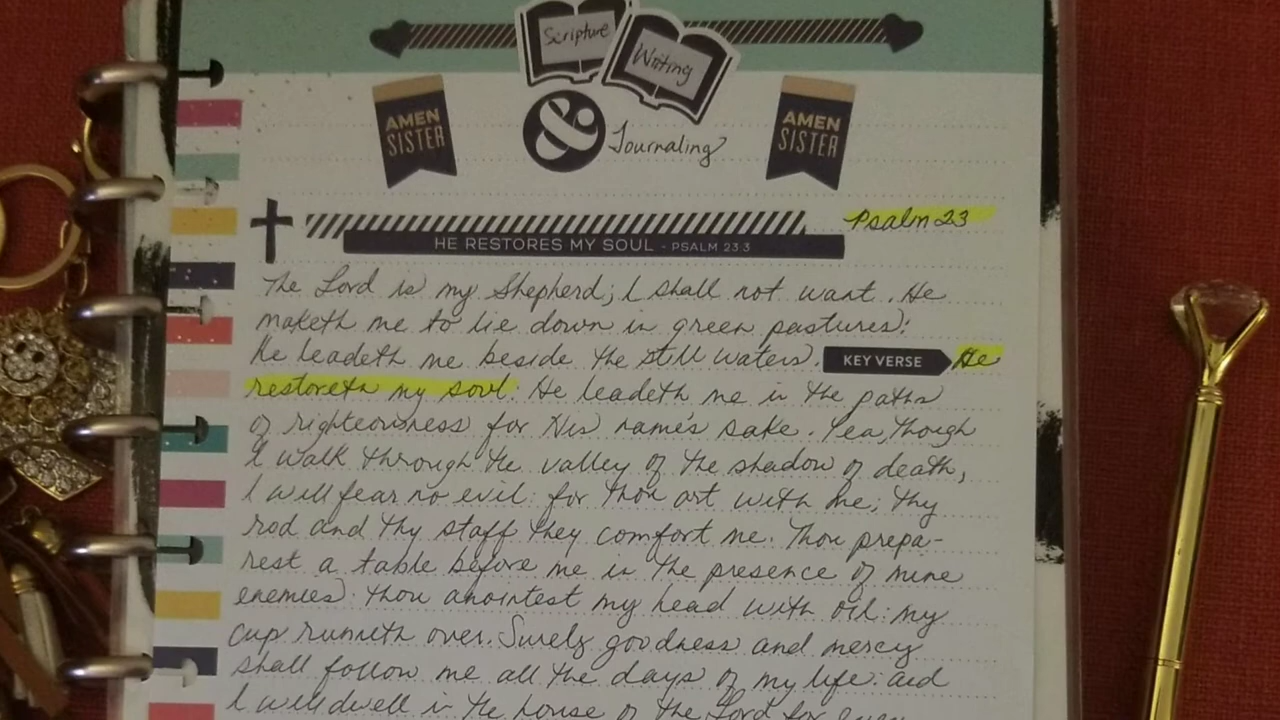 Scripture
Writing
AMEN SISTER
AMEN SISTER
& Journaling
Psalm 23
HE RESTORES MY SOUL - PSALM 23:3
The Lord is my Shepherd; I shall not want. He
maketh me to lie down in green pastures:
He leadeth me beside the still waters. KEY VERSE He
restoreth my soul: He leadeth me in the paths
of righteousness for His name's sake. Yea, though
I walk through the valley of the shadow of death,
I will fear no evil: for thou art with me; thy
rod and thy staff they comfort me. Thou prepa-
rest a table before me in the presence of mine
enemies: thou anointest my head with oil: my
cup runneth over. Surely goodness and mercy
shall follow me all the days of my life: and
I will dwell in the house of the Lord for ever